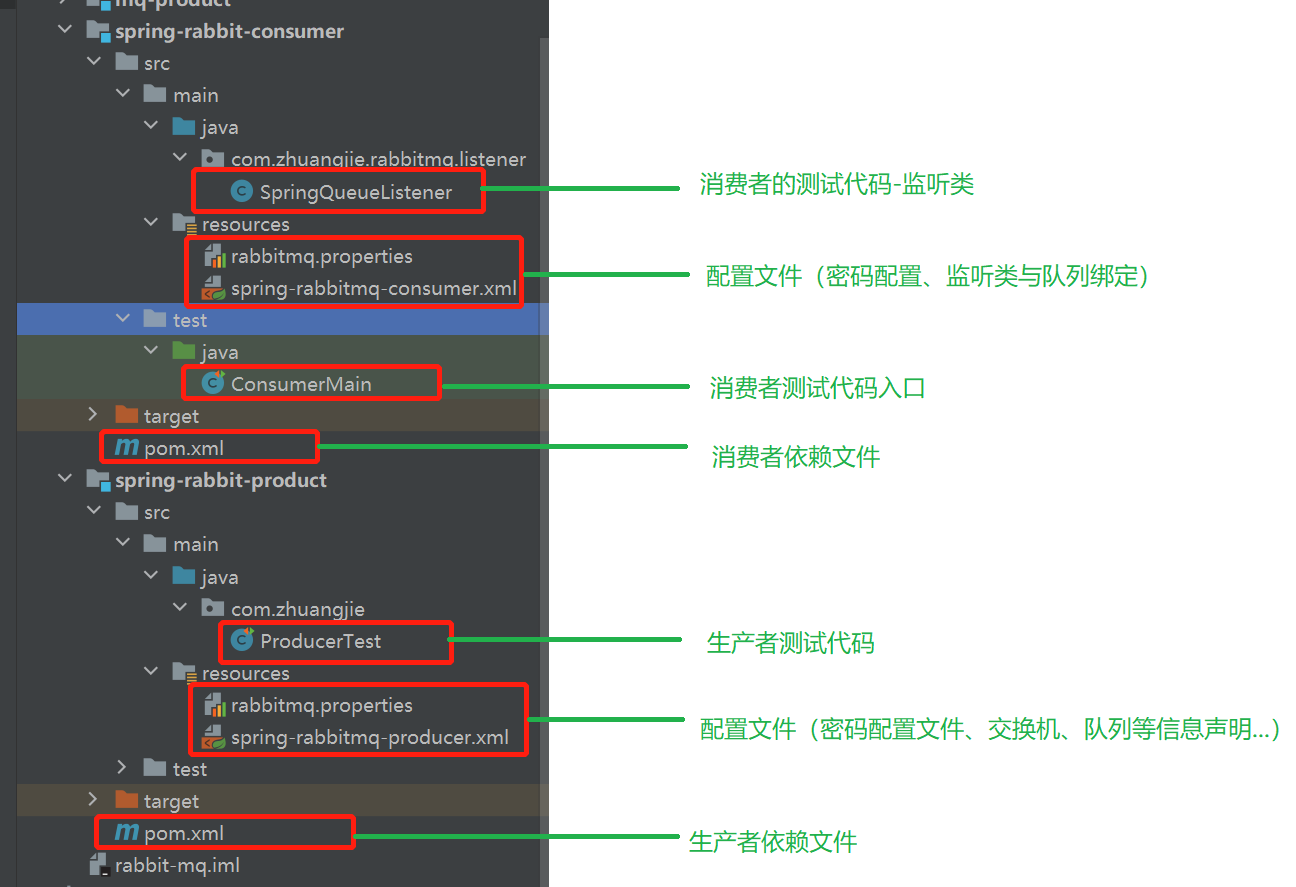 mq-product
spring-rabbit-consumer
src
main
java
com.zhuangjie.rabbitmq.listener
SpringQueueListener
消费者的测试代码-监听类
resources
rabbitmq.properties
配置文件（密码配置、监听类与队列绑定）
spring-rabbitmq-consumer.xml
test
java
ConsumerMain
消费者测试代码入口
target
pom.xml
消费者依赖文件
spring-rabbit-product
src
main
java
com.zhuangjie
ProducerTest
生产者测试代码
resources
rabbitmq.properties
配置文件（密码配置文件、交换机、队列等信息声明...）
spring-rabbitmq-producer.xml
test
target
pom.xml
生产者依赖文件
rabbit-mq.iml